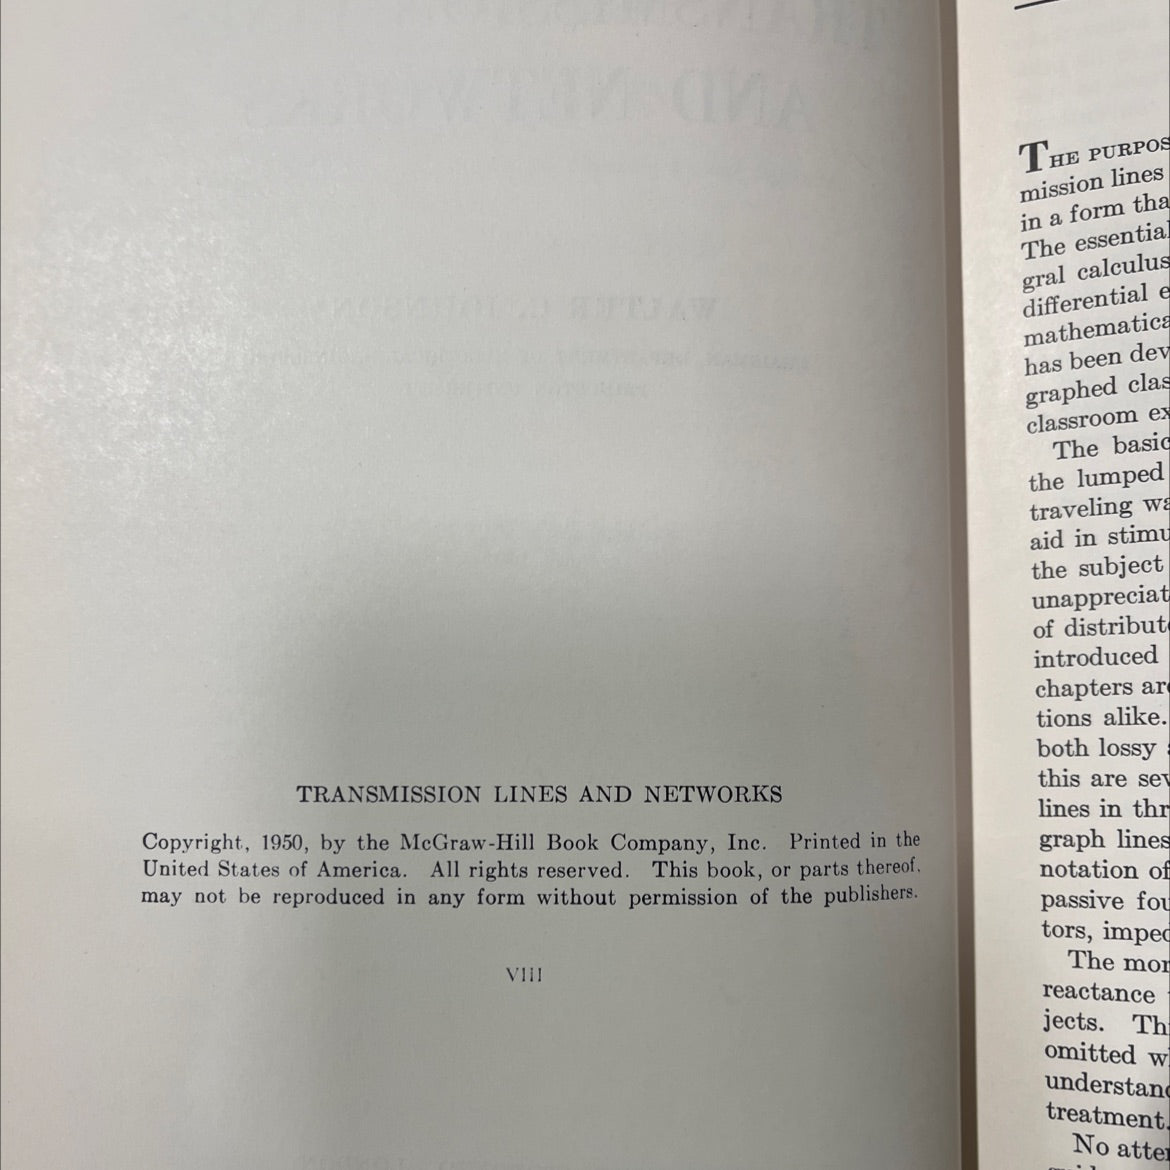 TRANSMISSION LINES AND NETWORKS
Copyright, 1950, by the McGraw-Hill Book Company, Inc. Printed in the
United States of America. All rights reserved. This book, or parts thereof,
may not be reproduced in any form without permission of the publishers.
VIII
THE PURPOS
mission lines
in a form tha
The essential
gral calculus
differential e
mathematica
has been dev
graphed clas
classroom ex
The basic
the lumped
traveling wa
aid in stimu
the subject
unappreciat
of distribut
introduced
chapters are
tions alike.
both lossy
this are sev
lines in thr
graph lines
notation of
passive fou
tors, imped
The mor
reactance
jects. Th
omitted w
understand
treatment.
No atte